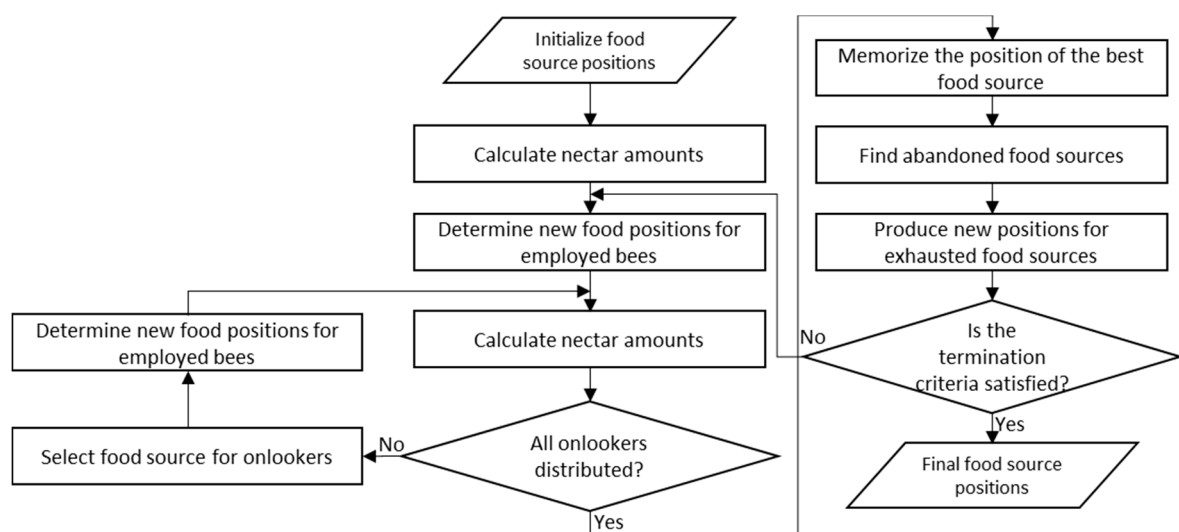 Initialize food
source positions
Calculate nectar amounts
Determine new food positions for
employed bees
Calculate nectar amounts
All onlookers
distributed?
No
Select food source for onlookers
Determine new food positions for
employed bees
Yes
Memorize the position of the best
food source
Find abandoned food sources
Produce new positions for
exhausted food sources
Is the
termination
criteria satisfied?
No
Yes
Final food source
positions